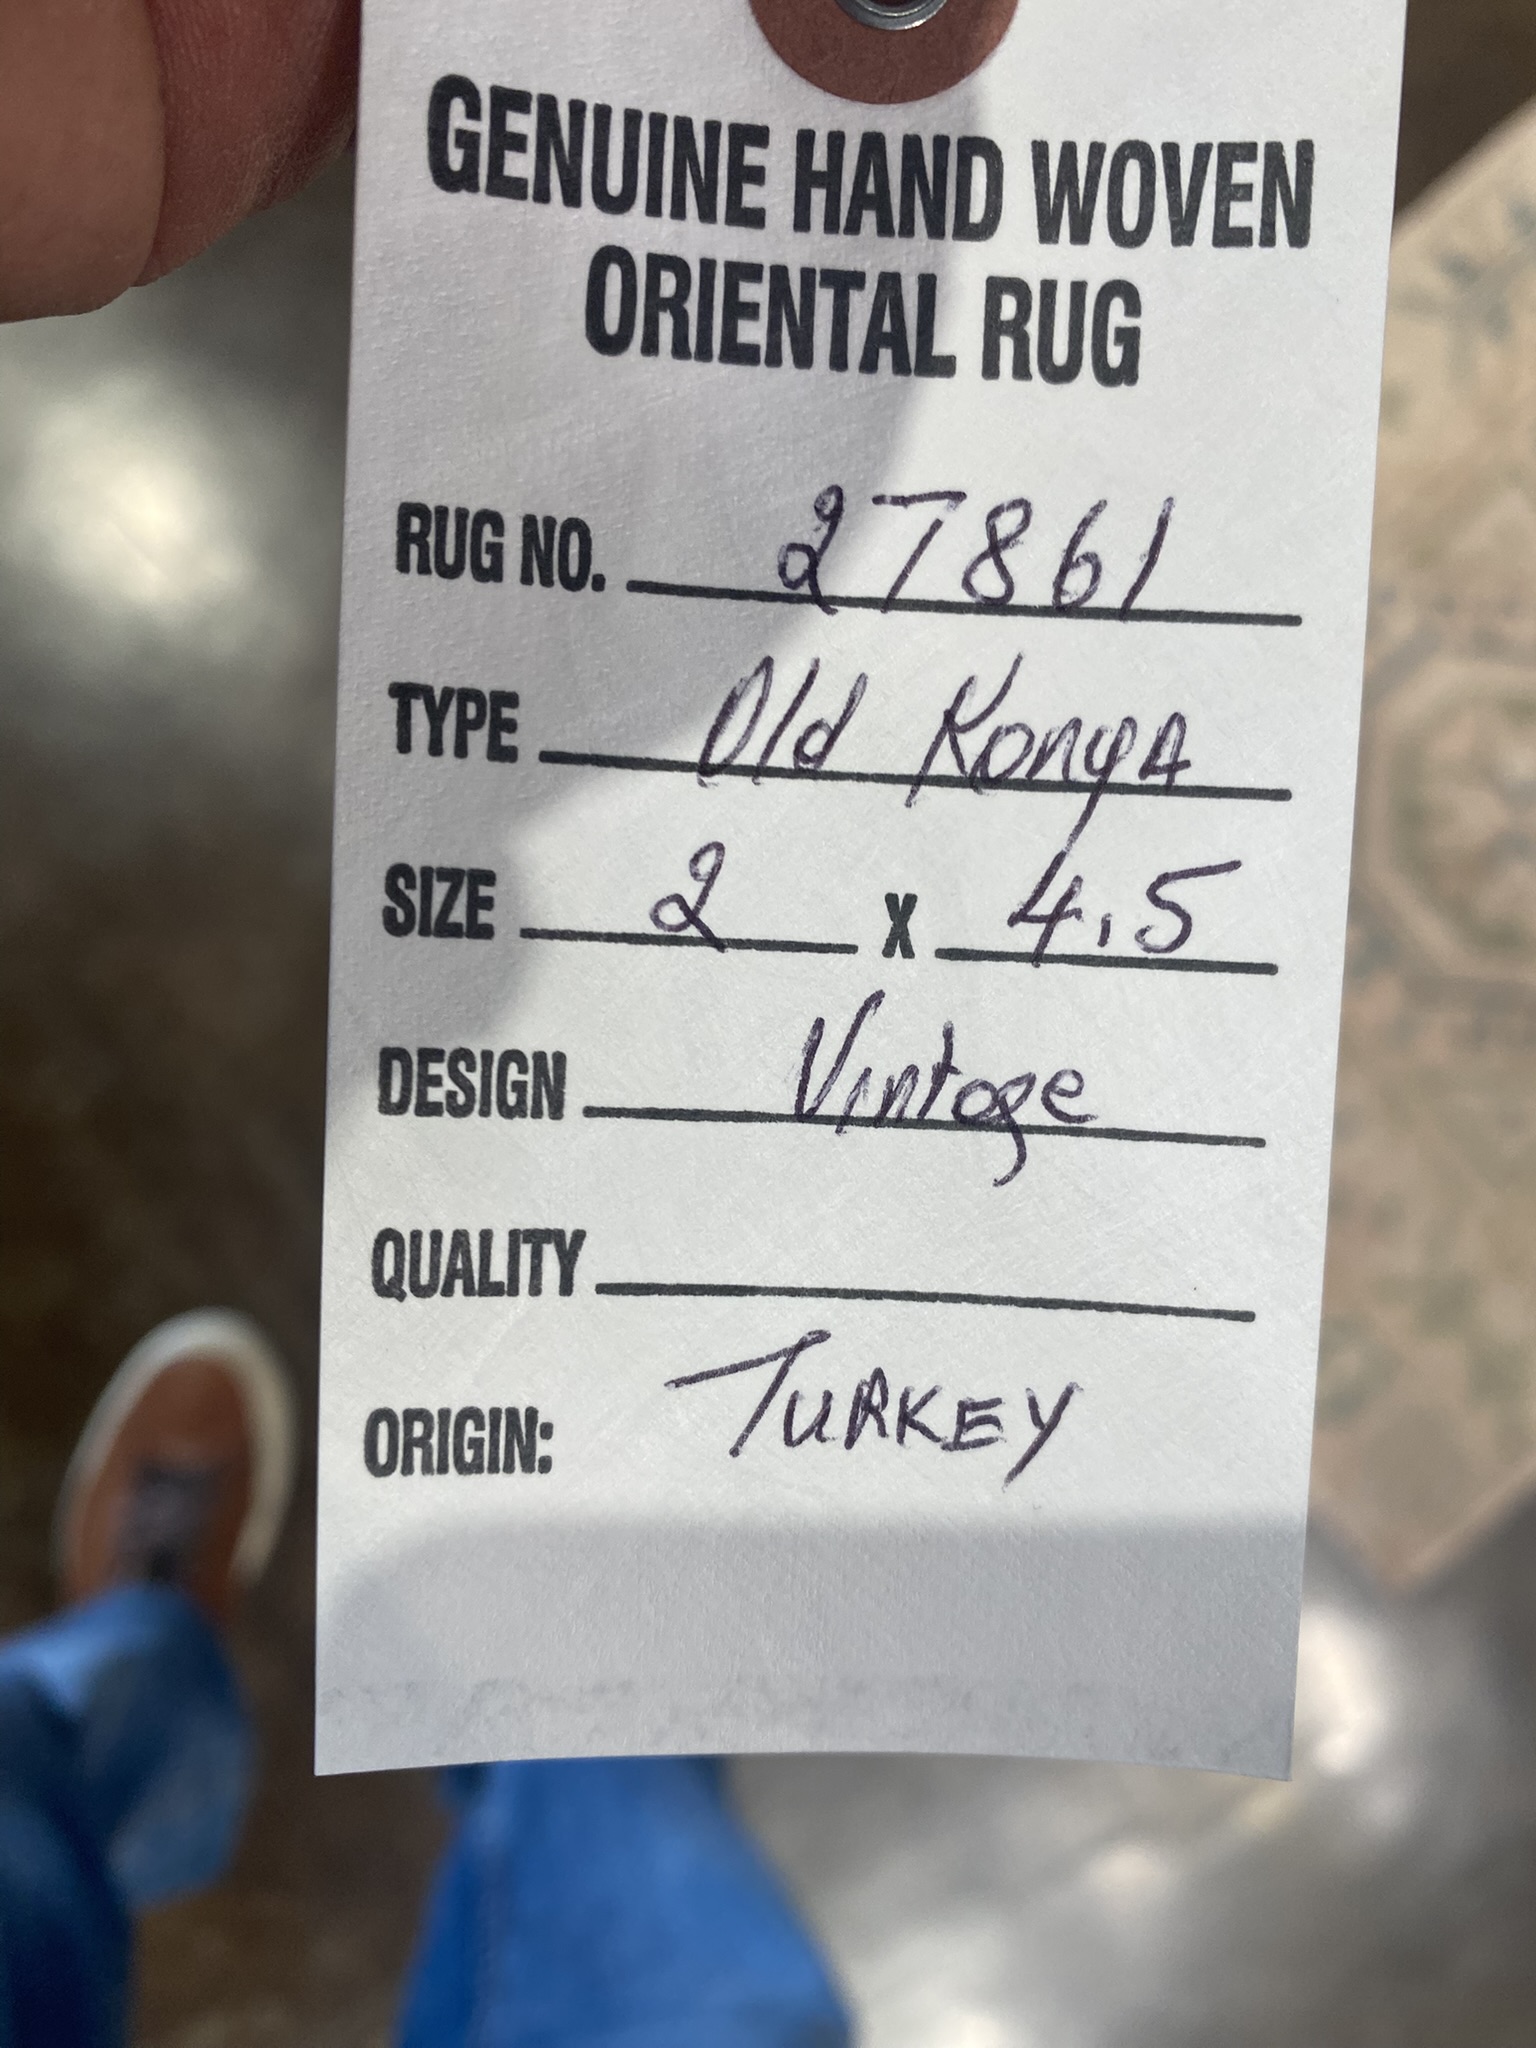 GENUINE HAND WOVEN
ORIENTAL RUG
RUG NO. 27861
TYPE Old Konya
SIZE 2 X 4.5
DESIGN Vintage
QUALITY
ORIGIN: TURKEY